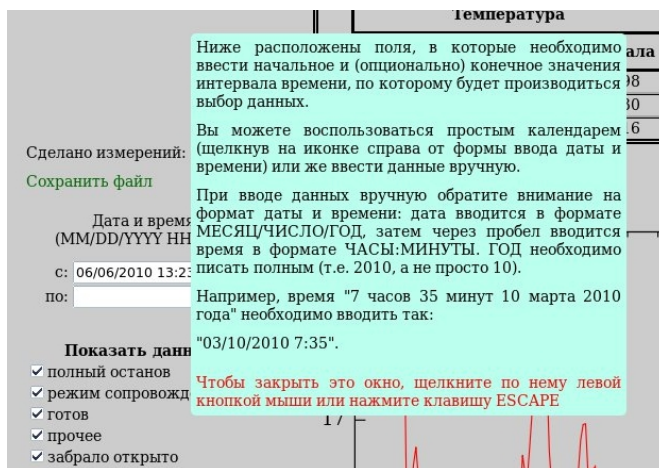 Температура
Ниже расположены поля, в которые необходимо
ввести начальное и (опционально) конечное значения
интервала времени, по которому будет производиться
выбор данных.
Вы можете воспользоваться простым календарем
(щелкнув на иконке справа от формы ввода даты и
времени) или же ввести данные вручную.
При вводе данных вручную обратите внимание на
формат даты и времени: дата вводится в формате
МЕСЯЦ/ЧИСЛО/ГОД, затем через пробел вводится
время в формате ЧАСЫ:МИНУТЫ. ГОД необходимо
писать полным (т.е. 2010, а не просто 10).
Например, время "7 часов 35 минут 10 марта 2010
года" необходимо вводить так:
"03/10/2010 7:35".
Чтобы закрыть это окно, щелкните по нему левой
кнопкой мыши или нажмите клавишу ESCAPE
ала
98
30
16
Сделано измерений:
Сохранить файл
Дата и время
(MM/DD/YYYY HH
с: 06/06/2010 13:23
по:
Показать данн
полный останов
режим сопровожд
готов
прочее
забрало открыто
17